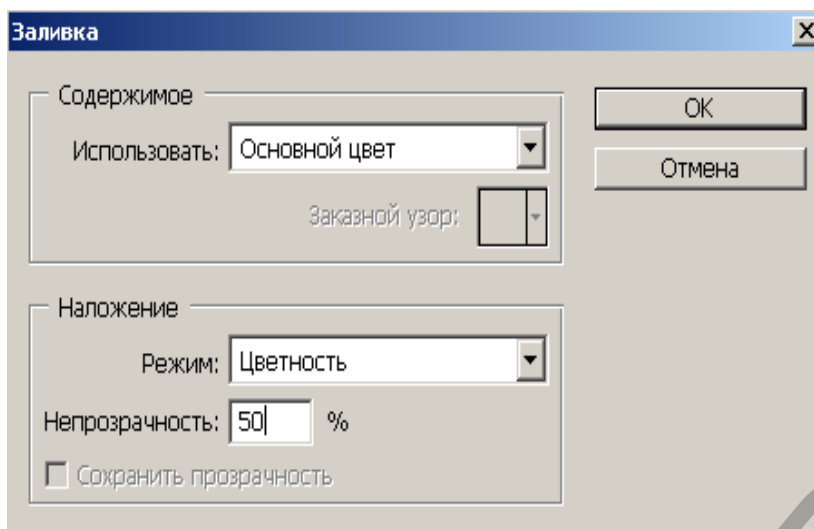 Заливка
Содержимое
Использовать: Основной цвет
Заказной узор:
OK
Отмена
Наложение
Режим: Цветность
Непрозрачность: 50 %
Сохранить прозрачность